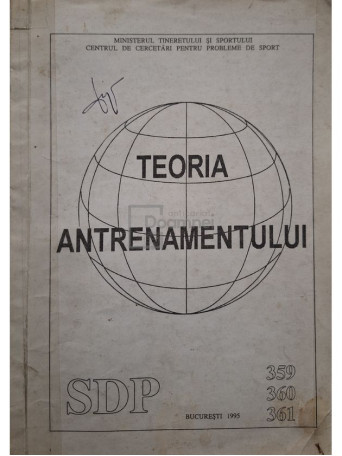 MINISTERUL TINERETULUI ȘI SPORTULUI
CENTRUL DE CERCETĂRI PENTRU PROBLEME DE SPORT
TEORIA
ANTRENAMENTULUI
SDP
359
360
361
BUCUREȘTI 1995